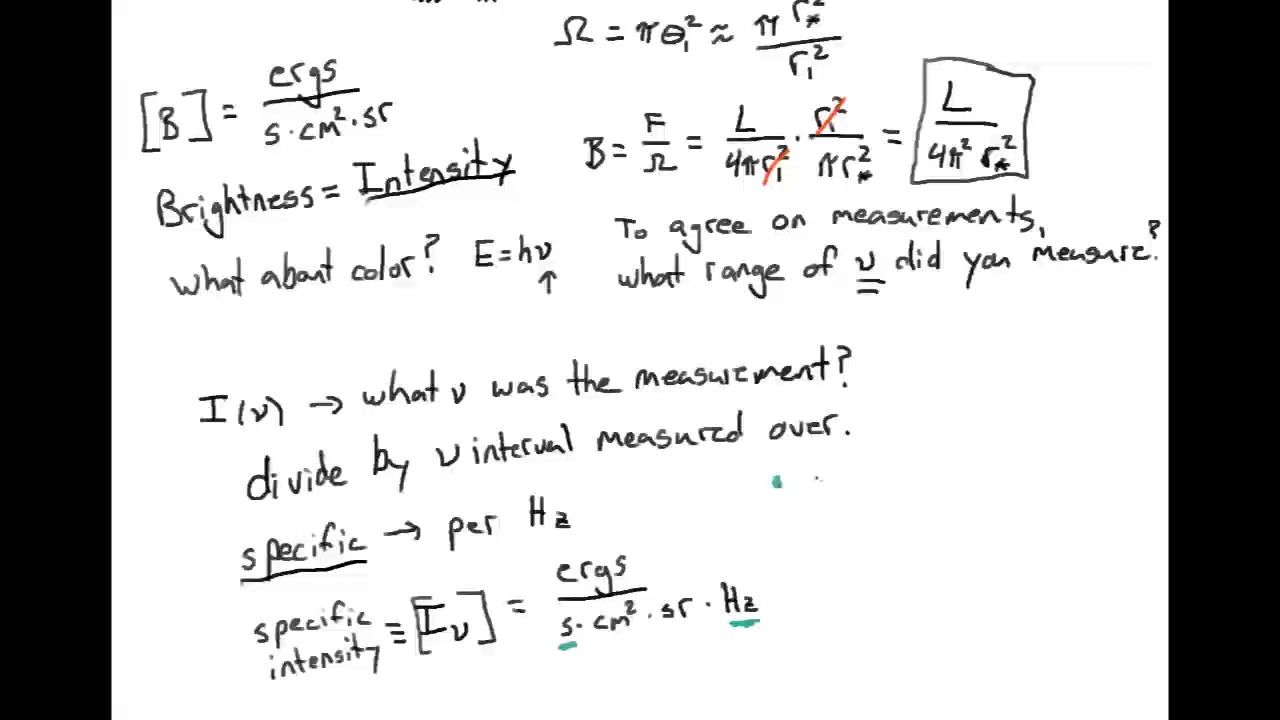 Ω = πθ₁² ≈ π r*² / r₁²
[B] = ergs / s · cm² · sr
B = F / Ω = L / 4πr₁² · r₁² / πr*² = L / 4π² r*²
Brightness = Intensity
To agree on measurements,
what about color? E = hν
↑
what range of ν did you measure?
I(ν) → what ν was the measurement?
divide by ν interval measured over.
specific → per Hz
specific intensity ≡ [Iν] = ergs / s · cm² · sr · Hz